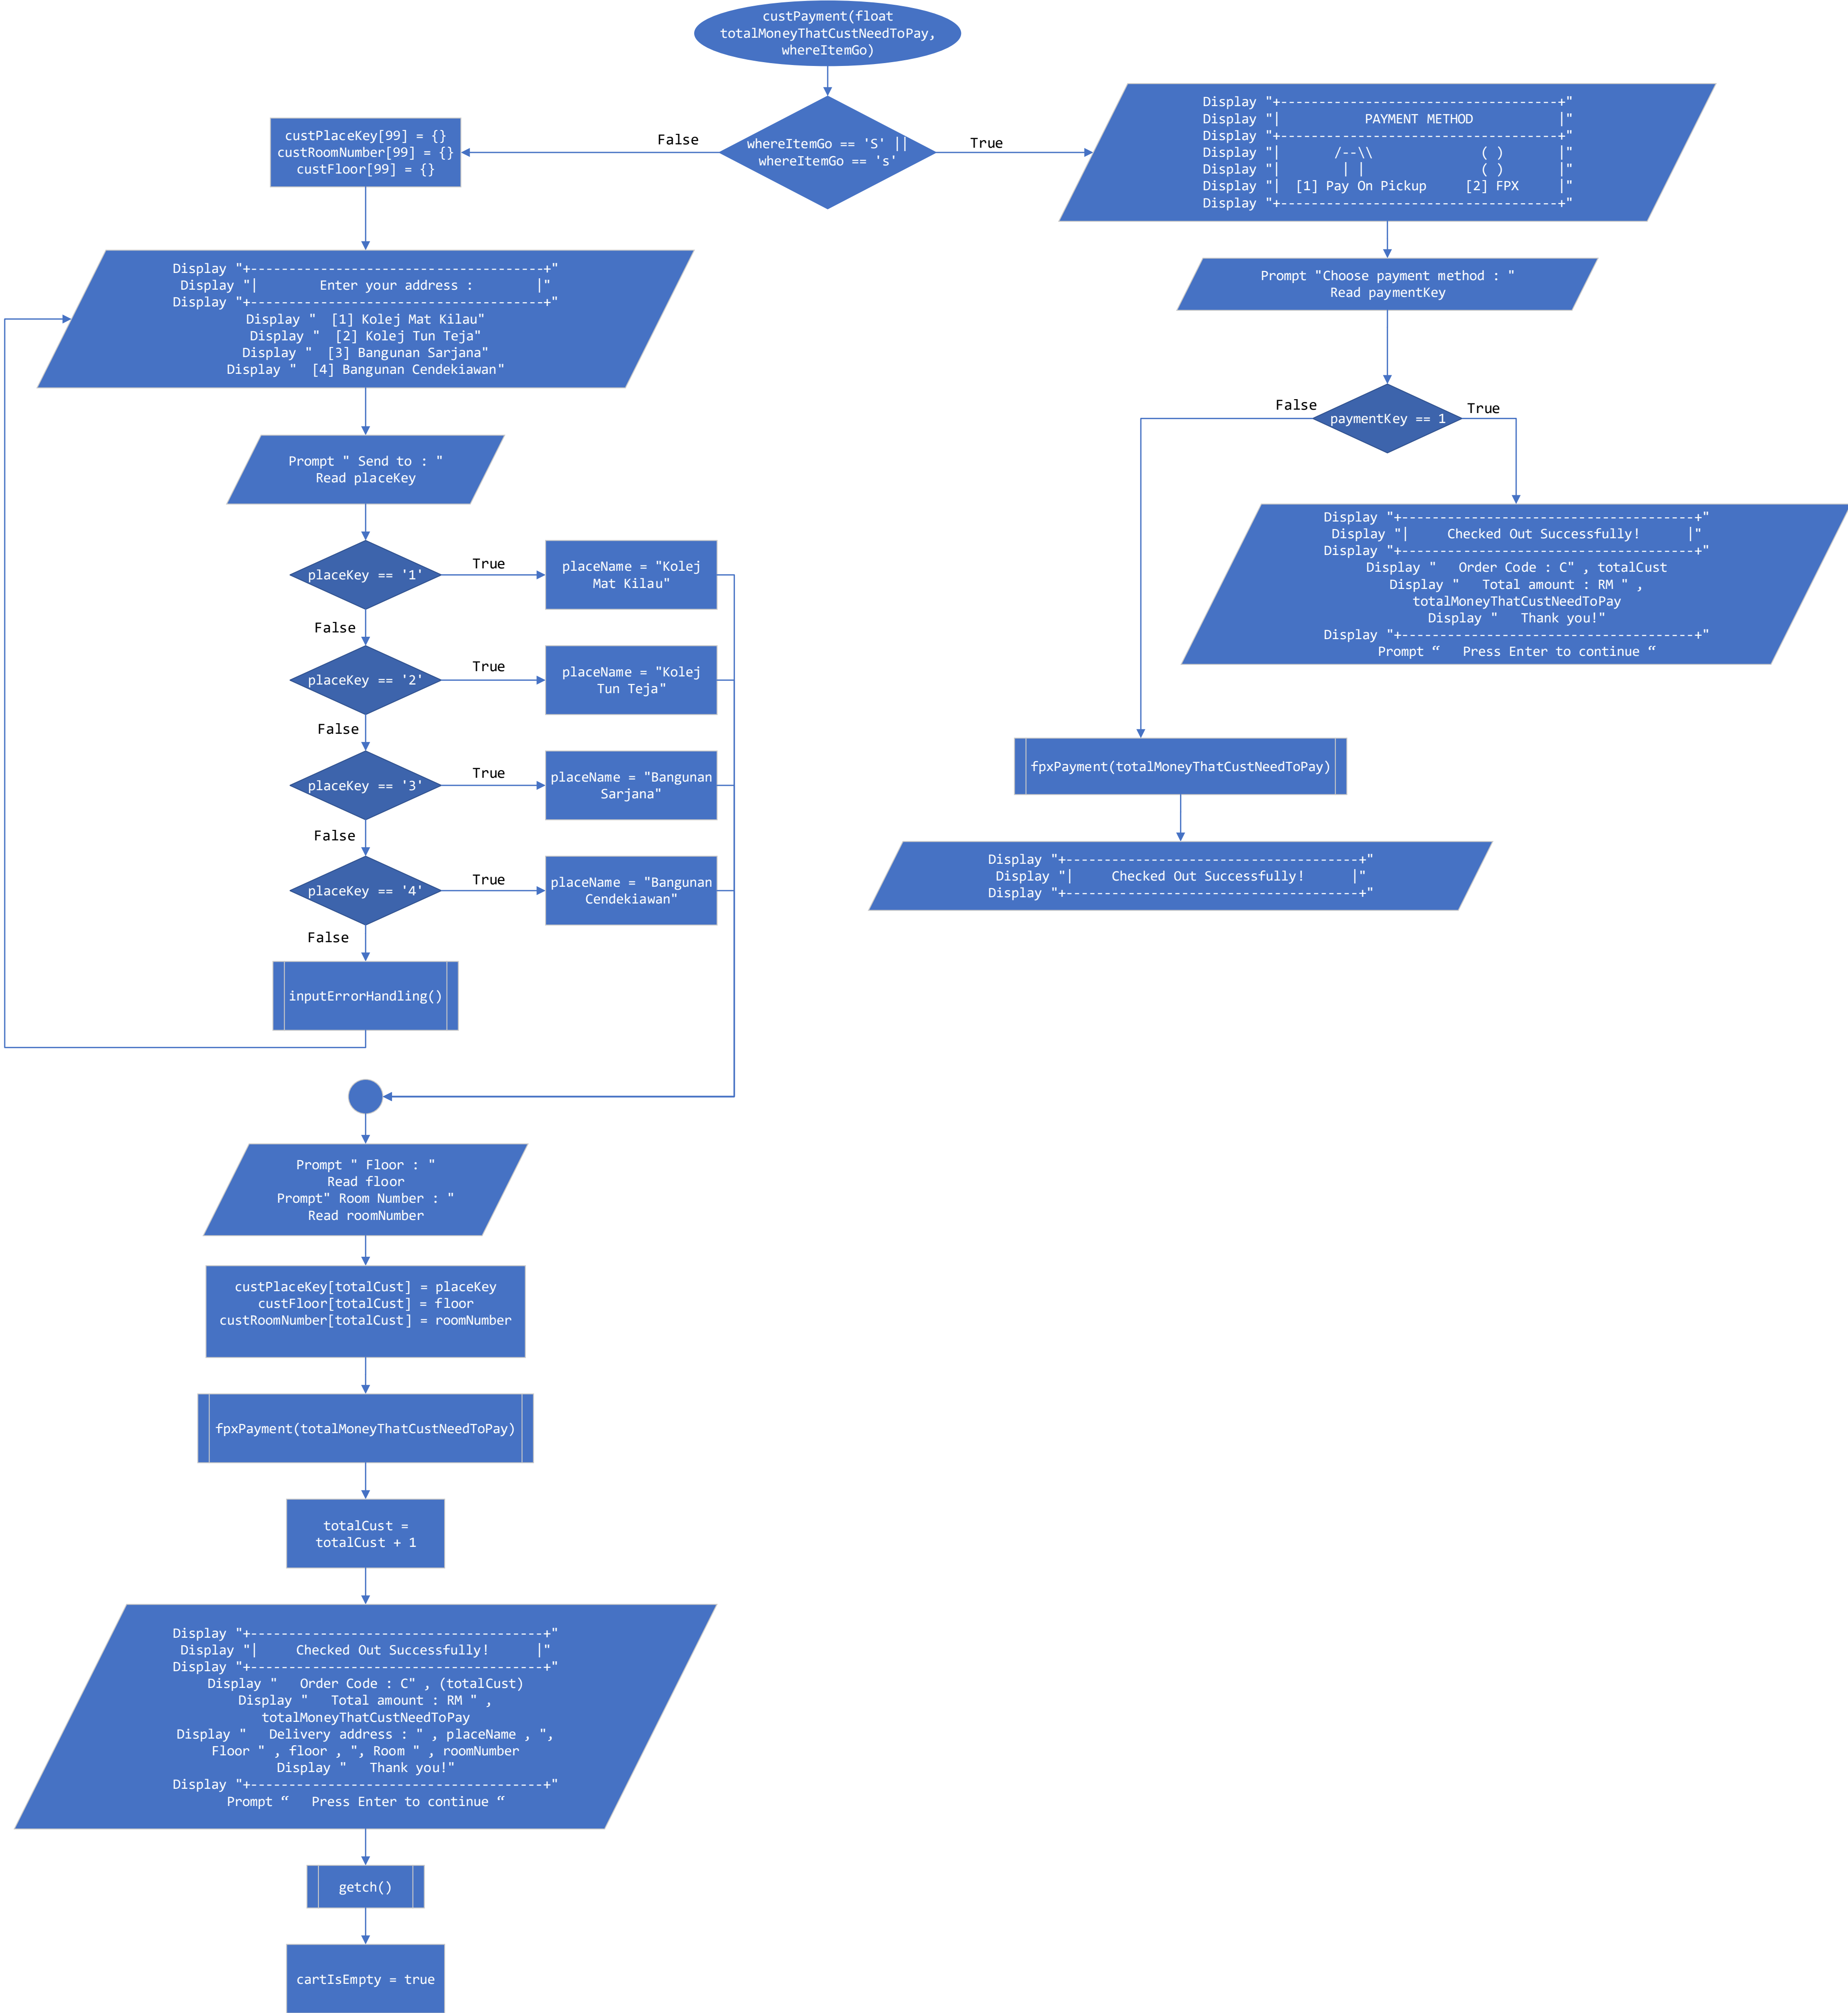 custPayment(float
totalMoneyThatCustNeedToPay,
whereItemGo)
whereItemGo == 'S' ||
whereItemGo == 's'
False
True
custPlaceKey[99] = {}
custRoomNumber[99] = {}
custFloor[99] = {}
Display "+--------------------------------------+"
Display "|        Enter your address :        |"
Display "+--------------------------------------+"
Display "  [1] Kolej Mat Kilau"
Display "  [2] Kolej Tun Teja"
Display "  [3] Bangunan Sarjana"
Display "  [4] Bangunan Cendekiawan"
Prompt " Send to : "
Read placeKey
placeKey == '1'
True
placeName = "Kolej
Mat Kilau"
False
placeKey == '2'
True
placeName = "Kolej
Tun Teja"
False
placeKey == '3'
True
placeName = "Bangunan
Sarjana"
False
placeKey == '4'
True
placeName = "Bangunan
Cendekiawan"
False
inputErrorHandling()
Prompt " Floor : "
Read floor
Prompt" Room Number : "
Read roomNumber
custPlaceKey[totalCust] = placeKey
custFloor[totalCust] = floor
custRoomNumber[totalCust] = roomNumber
fpxPayment(totalMoneyThatCustNeedToPay)
totalCust =
totalCust + 1
Display "+--------------------------------------+"
Display "|     Checked Out Successfully!      |"
Display "+--------------------------------------+"
Display "   Order Code : C" , (totalCust)
Display "   Total amount : RM " ,
totalMoneyThatCustNeedToPay
Display "   Delivery address : " , placeName , ",
Floor " , floor , ", Room " , roomNumber
Display "   Thank you!"
Display "+--------------------------------------+"
Prompt “   Press Enter to continue “
getch()
cartIsEmpty = true
Display "+------------------------------------+"
Display "|           PAYMENT METHOD           |"
Display "+------------------------------------+"
Display "|       /--\\              ( )       |"
Display "|        | |               ( )       |"
Display "|  [1] Pay On Pickup     [2] FPX     |"
Display "+------------------------------------+"
Prompt "Choose payment method : "
Read paymentKey
paymentKey == 1
False
True
Display "+--------------------------------------+"
Display "|     Checked Out Successfully!      |"
Display "+--------------------------------------+"
Display "   Order Code : C" , totalCust
Display "   Total amount : RM " ,
totalMoneyThatCustNeedToPay
Display "   Thank you!"
Display "+--------------------------------------+"
Prompt “   Press Enter to continue “
fpxPayment(totalMoneyThatCustNeedToPay)
Display "+--------------------------------------+"
Display "|     Checked Out Successfully!      |"
Display "+--------------------------------------+"